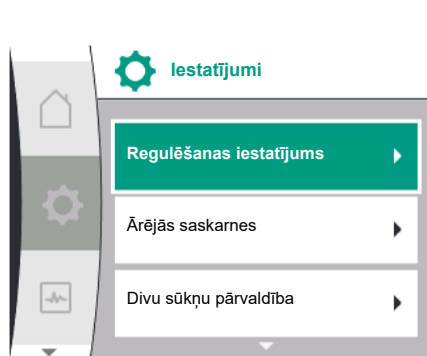 Iestatījumi
Regulēšanas iestatījums
Ārējās saskarnes
Divu sūkņu pārvaldība